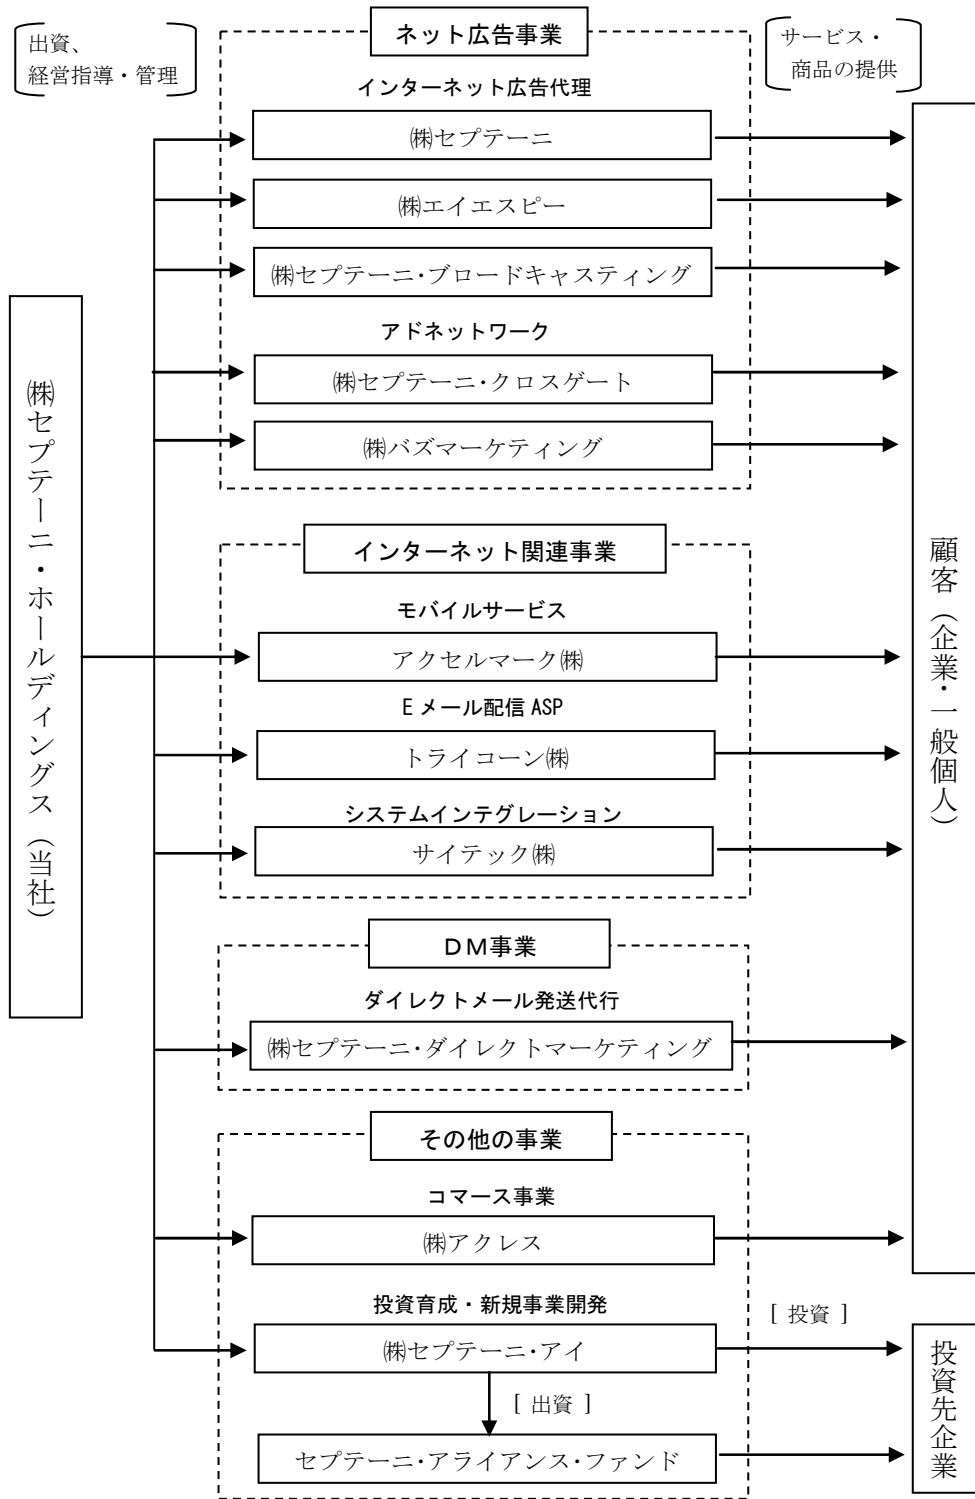 出資、
経営指導・管理
ネット広告事業
サービス・
商品の提供
インターネット広告代理
㈱セプテーニ
㈱エイエスピー
㈱セプテーニ・ブロードキャスティング
アドネットワーク
㈱セプテーニ・クロスゲート
㈱バズマーケティング
㈱セプテーニ・ホールディングス（当社）
インターネット関連事業
モバイルサービス
アクセルマーク㈱
Eメール配信 ASP
トライコーン㈱
システムインテグレーション
サイテック㈱
顧客（企業・一般個人）
ＤＭ事業
ダイレクトメール発送代行
㈱セプテーニ・ダイレクトマーケティング
その他の事業
コマース事業
㈱アクレス
投資育成・新規事業開発
[ 投資 ]
㈱セプテーニ・アイ
[ 出資 ]
セプテーニ・アライアンス・ファンド
投資先企業